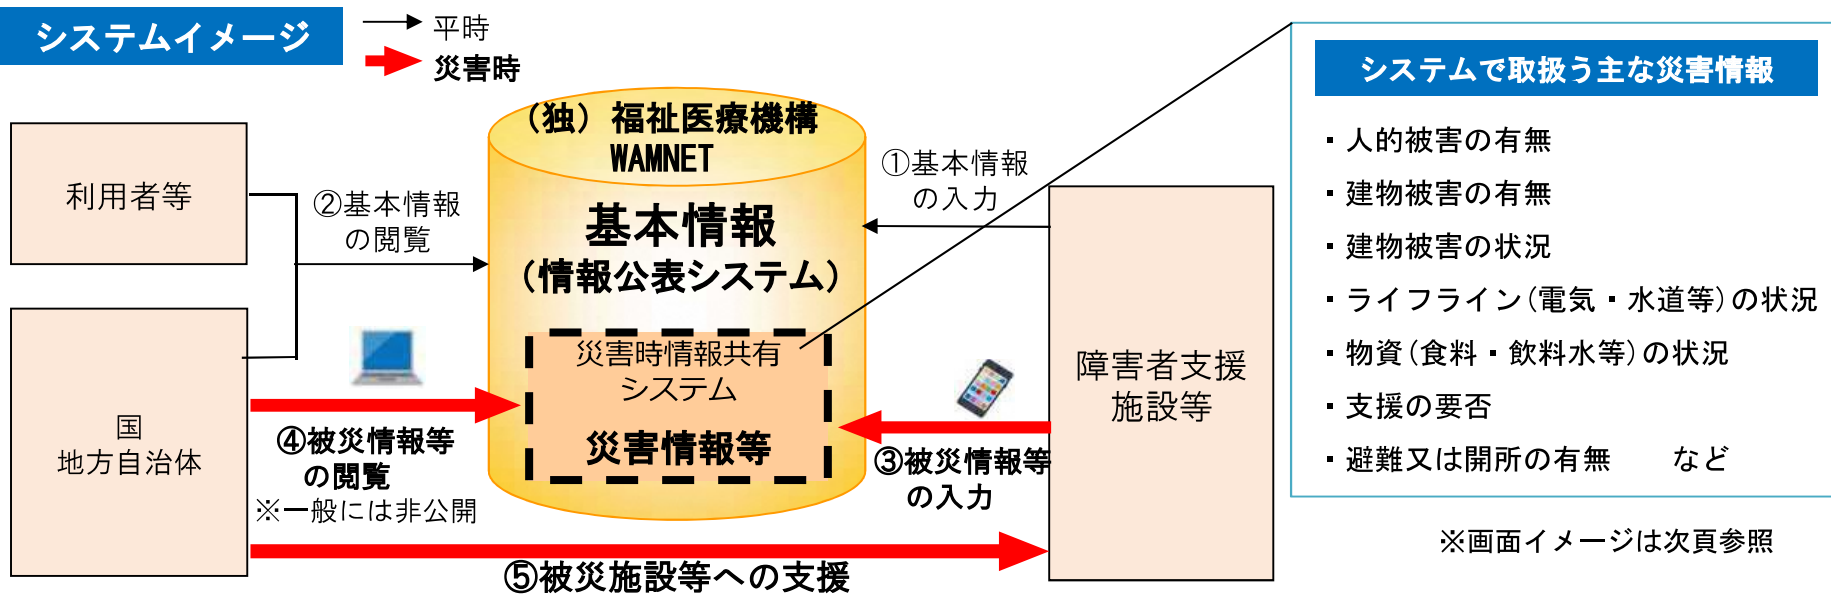 システムイメージ
平時
災害時
利用者等
国
地方自治体
②基本情報
の閲覧
④被災情報等
の閲覧
※一般には非公開
(独)福祉医療機構
WAMNET
基本情報
(情報公表システム)
災害時情報共有
システム
災害情報等
①基本情報
の入力
③被災情報等
の入力
⑤被災施設等への支援
障害者支援
施設等
システムで取扱う主な災害情報
・人的被害の有無
・建物被害の有無
・建物被害の状況
・ライフライン(電気・水道等)の状況
・物資(食料・飲料水等)の状況
・支援の要否
・避難又は開所の有無　　など
※画面イメージは次頁参照